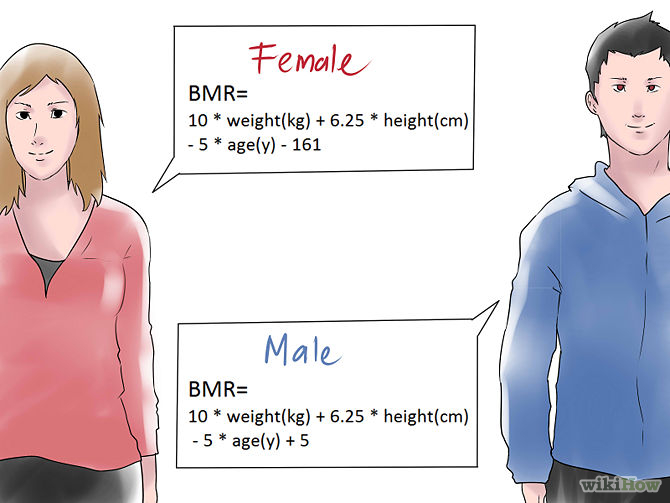 Female
BMR=
10 * weight(kg) + 6.25 * height(cm)
- 5 * age(y) - 161
Male
BMR=
10 * weight(kg) + 6.25 * height(cm)
- 5 * age(y) + 5
wikiHow